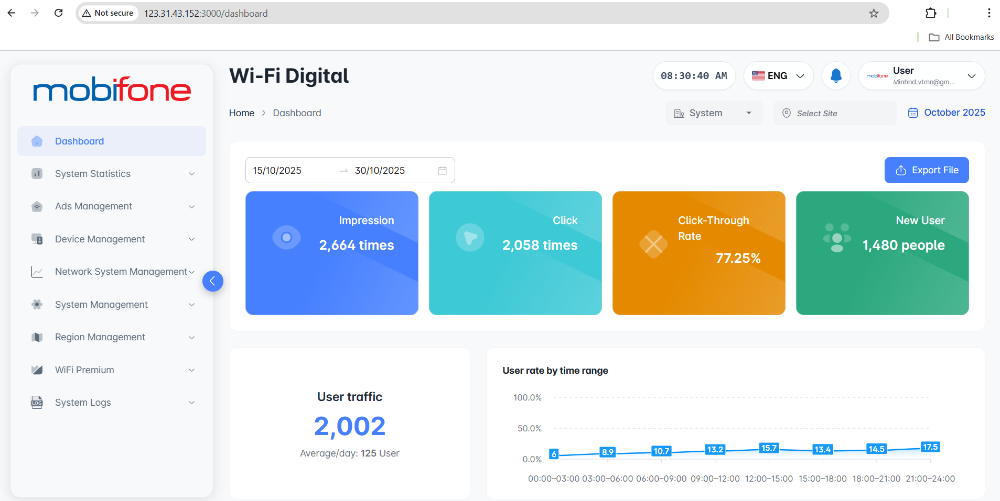 Not secure
123.31.43.152:3000/dashboard
All Bookmarks
mobifone
Wi-Fi Digital
08:30:40 AM
ENG
mobifone
User
Minhnd.vtmn@gm...
Home > Dashboard
System
Select Site
October 2025
Dashboard
System Statistics
Ads Management
Device Management
Network System Management
System Management
Region Management
WiFi Premium
LOG
System Logs
15/10/2025 → 30/10/2025
Export File
Impression
2,664 times
Click
2,058 times
Click-Through
Rate
77.25%
New User
1,480 people
User traffic
2,002
Average/day: 125 User
User rate by time range
100.0%
50.0%
0.0%
6 8.9 10.7 13.2 15.7 13.4 14.5 17.5
00:00–03:00 03:00–06:00 06:00–09:00 09:00–12:00 12:00–15:00 15:00–18:00 18:00–21:00 21:00–24:00